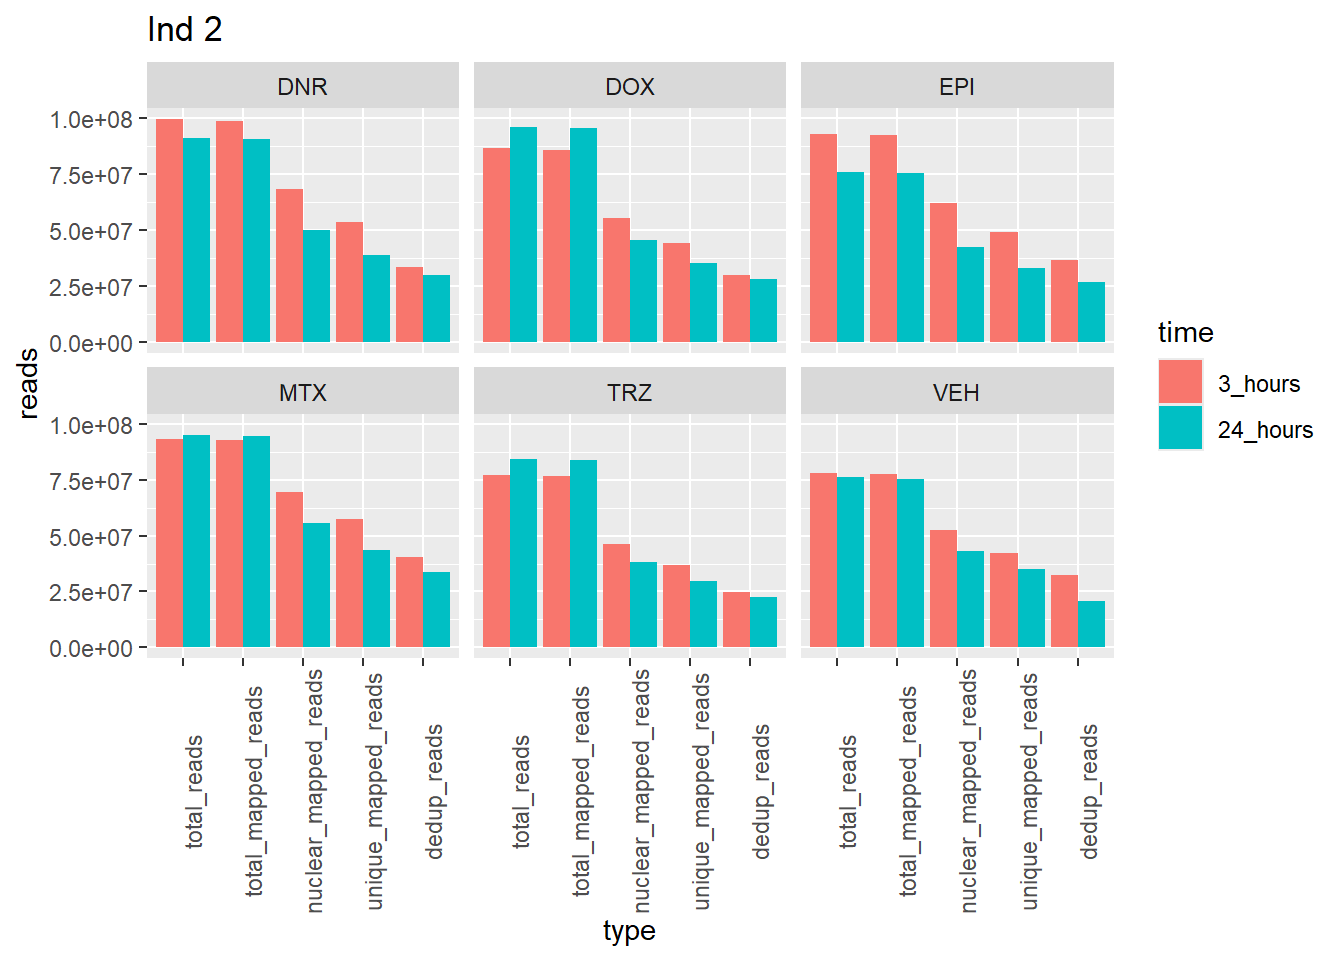 Ind 2
DNR
DOX
EPI
1.0e+08
7.5e+07
5.0e+07
2.5e+07
0.0e+00
MTX
TRZ
VEH
1.0e+08
7.5e+07
5.0e+07
2.5e+07
0.0e+00
reads
total_reads
total_mapped_reads
nuclear_mapped_reads
unique_mapped_reads
dedup_reads
total_reads
total_mapped_reads
nuclear_mapped_reads
unique_mapped_reads
dedup_reads
total_reads
total_mapped_reads
nuclear_mapped_reads
unique_mapped_reads
dedup_reads
type
time
3_hours
24_hours